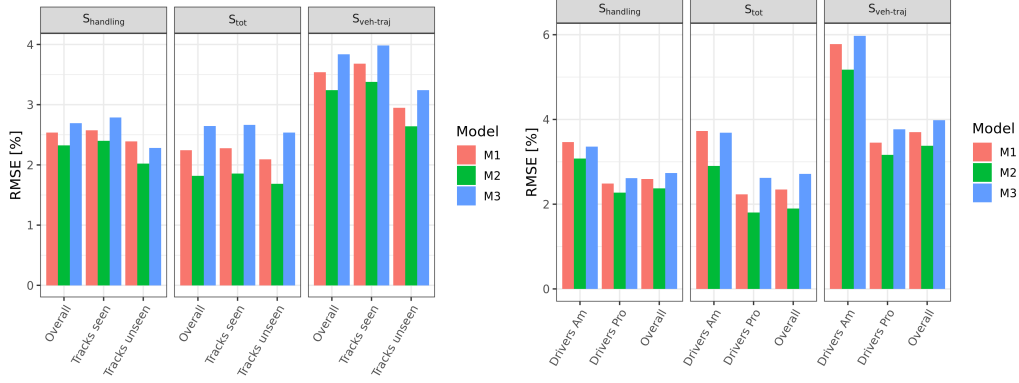 S_handling S_tot S_veh-traj
RMSE [%]
4
3
2
1
0
Overall Tracks seen Tracks unseen Overall Tracks seen Tracks unseen Overall Tracks seen Tracks unseen
Model
M1
M2
M3
S_handling S_tot S_veh-traj
RMSE [%]
6
4
2
0
Drivers Am Drivers Pro Overall Drivers Am Drivers Pro Overall Drivers Am Drivers Pro Overall
Model
M1
M2
M3